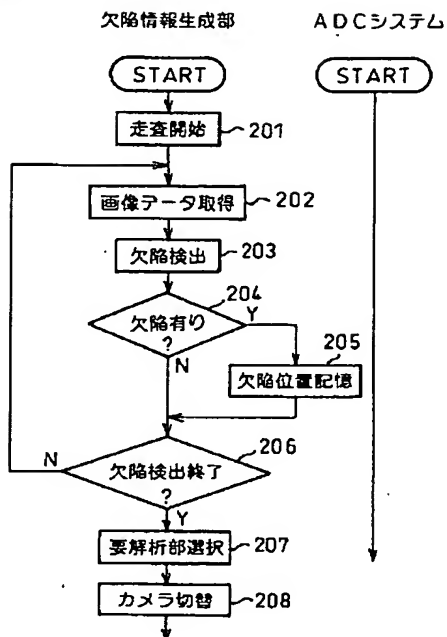 欠陥情報生成部 ADCシステム
START START
走査開始 201
画像データ取得 202
欠陥検出 203
204
欠陥有り Y
?
205
N
欠陥位置記憶
206
N 欠陥検出終了
?
Y
要解析部選択 207
カメラ切替 208